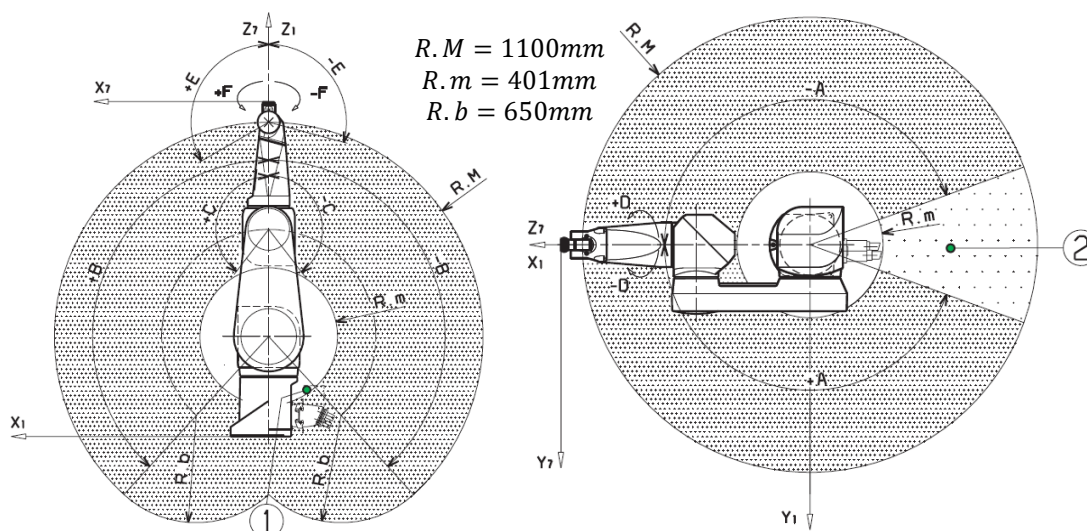 Z₇ Z₁
X₇
+E
-E
+F
-F
R.M = 1100mm
R.m = 401mm
R.b = 650mm
R.M
+C
-C
+B
-B
R.m
X₁
R.b
R.b
1
R.M
-A
+D
Z₇
X₁
-D
R.m
2
+A
Y₇
Y₁